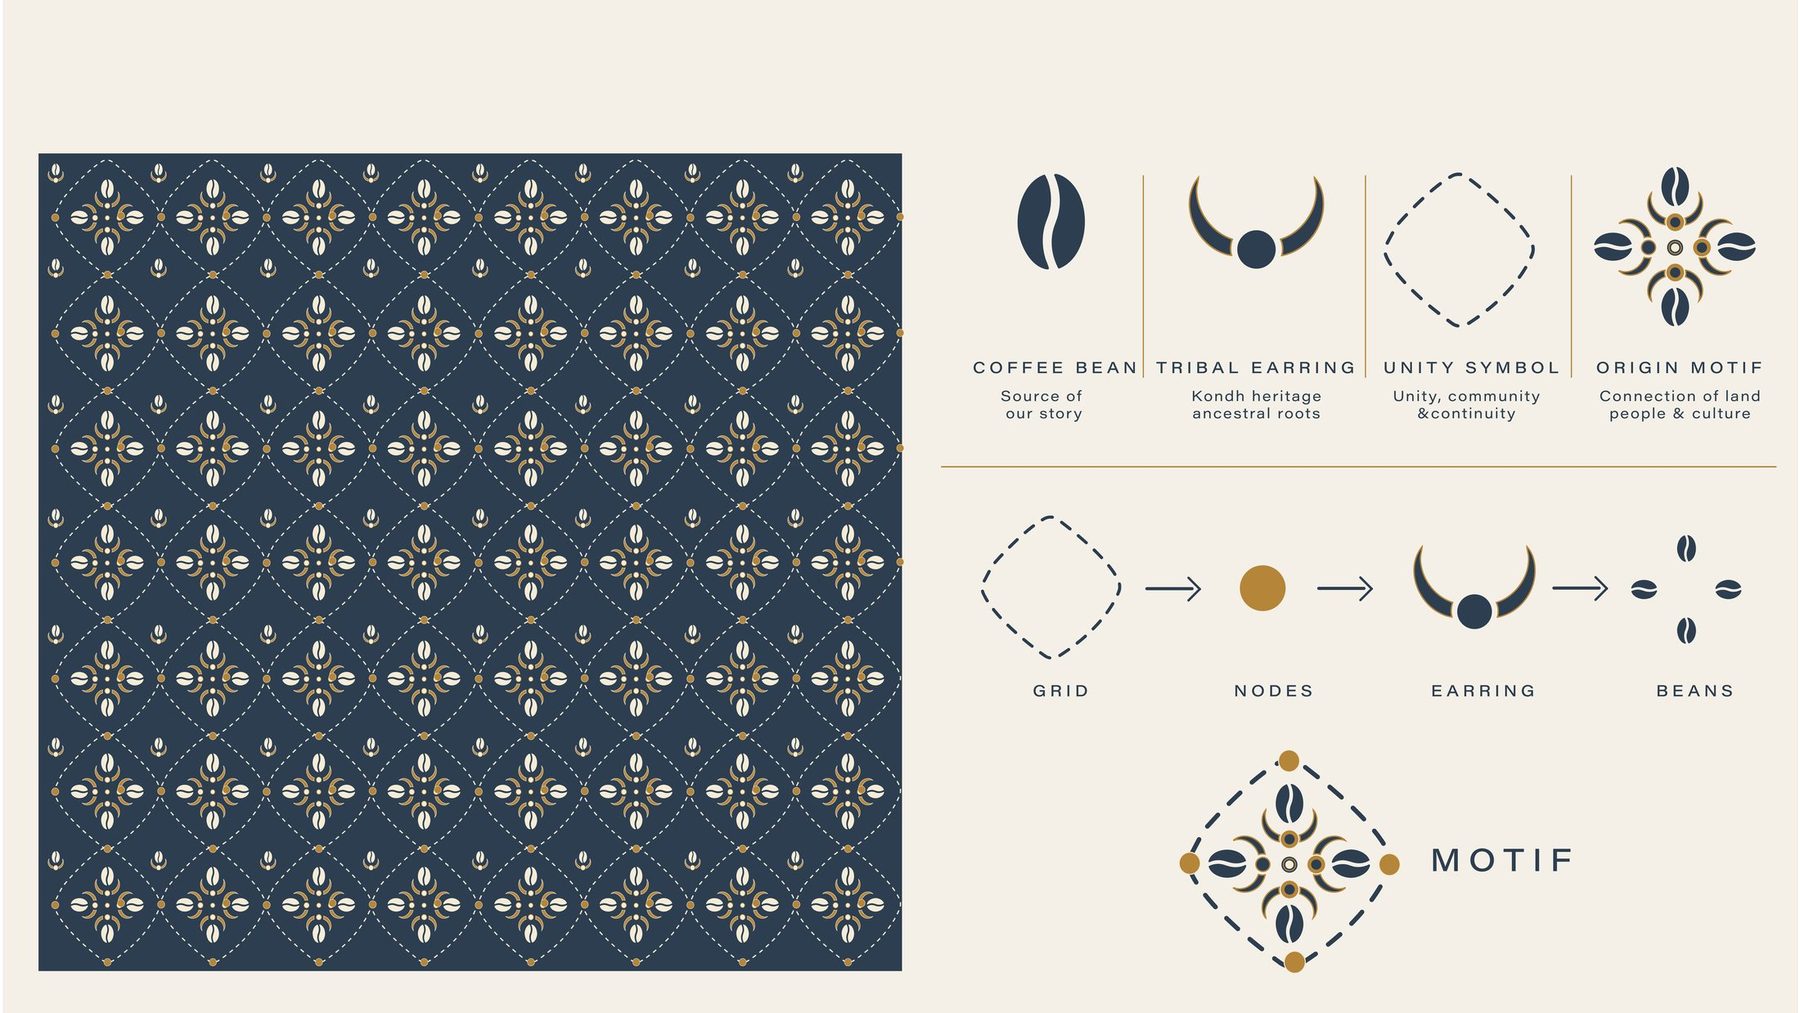 COFFEE BEAN
Source of
our story
TRIBAL EARRING
Kondh heritage
ancestral roots
UNITY SYMBOL
Unity, community
&continuity
ORIGIN MOTIF
Connection of land
people & culture
GRID
NODES
EARRING
BEANS
MOTIF